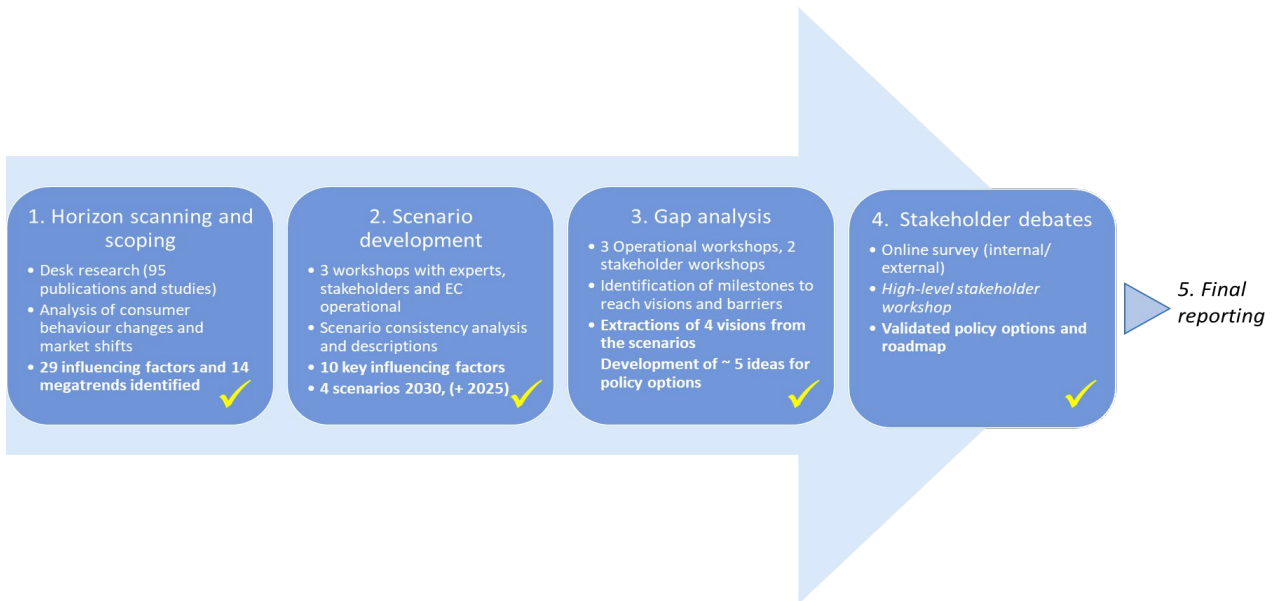 1. Horizon scanning and
scoping
• Desk research (95
publications and studies)
• Analysis of consumer
behaviour changes and
market shifts
• 29 influencing factors and 14
megatrends identified
2. Scenario
development
• 3 workshops with experts,
stakeholders and EC
operational
• Scenario consistency analysis
and descriptions
• 10 key influencing factors
• 4 scenarios 2030, (+ 2025)
3. Gap analysis
• 3 Operational workshops, 2
stakeholder workshops
• Identification of milestones to
reach visions and barriers
• Extractions of 4 visions from
the scenarios
Development of ~ 5 ideas for
policy options
4. Stakeholder debates
• Online survey (internal/
external)
• High-level stakeholder
workshop
• Validated policy options and
roadmap
5. Final
reporting